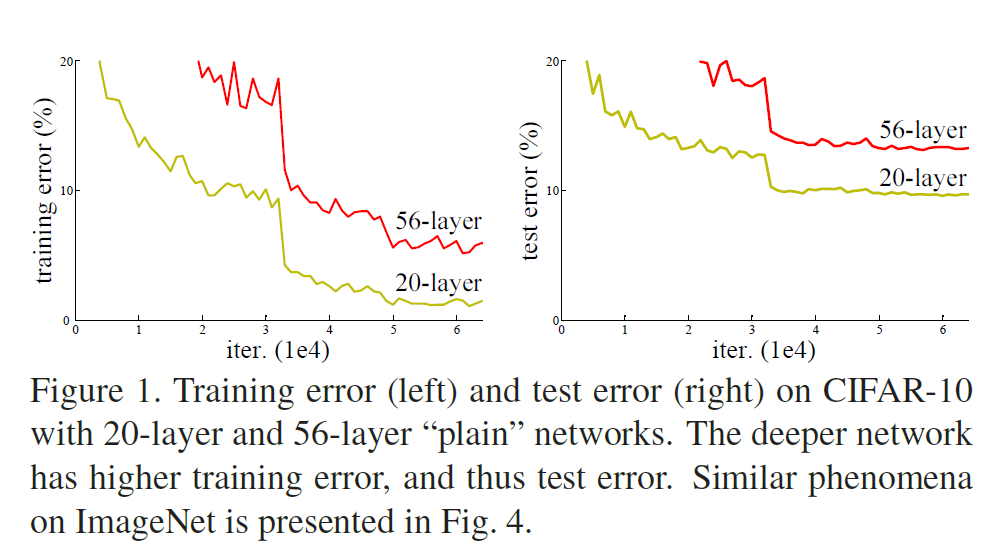 20
10
0
training error (%)
56-layer
20-layer
0 1 2 3 4 5 6
iter. (1e4)
20
10
0
test error (%)
56-layer
20-layer
0 1 2 3 4 5 6
iter. (1e4)
Figure 1. Training error (left) and test error (right) on CIFAR-10
with 20-layer and 56-layer “plain” networks. The deeper network
has higher training error, and thus test error. Similar phenomena
on ImageNet is presented in Fig. 4.